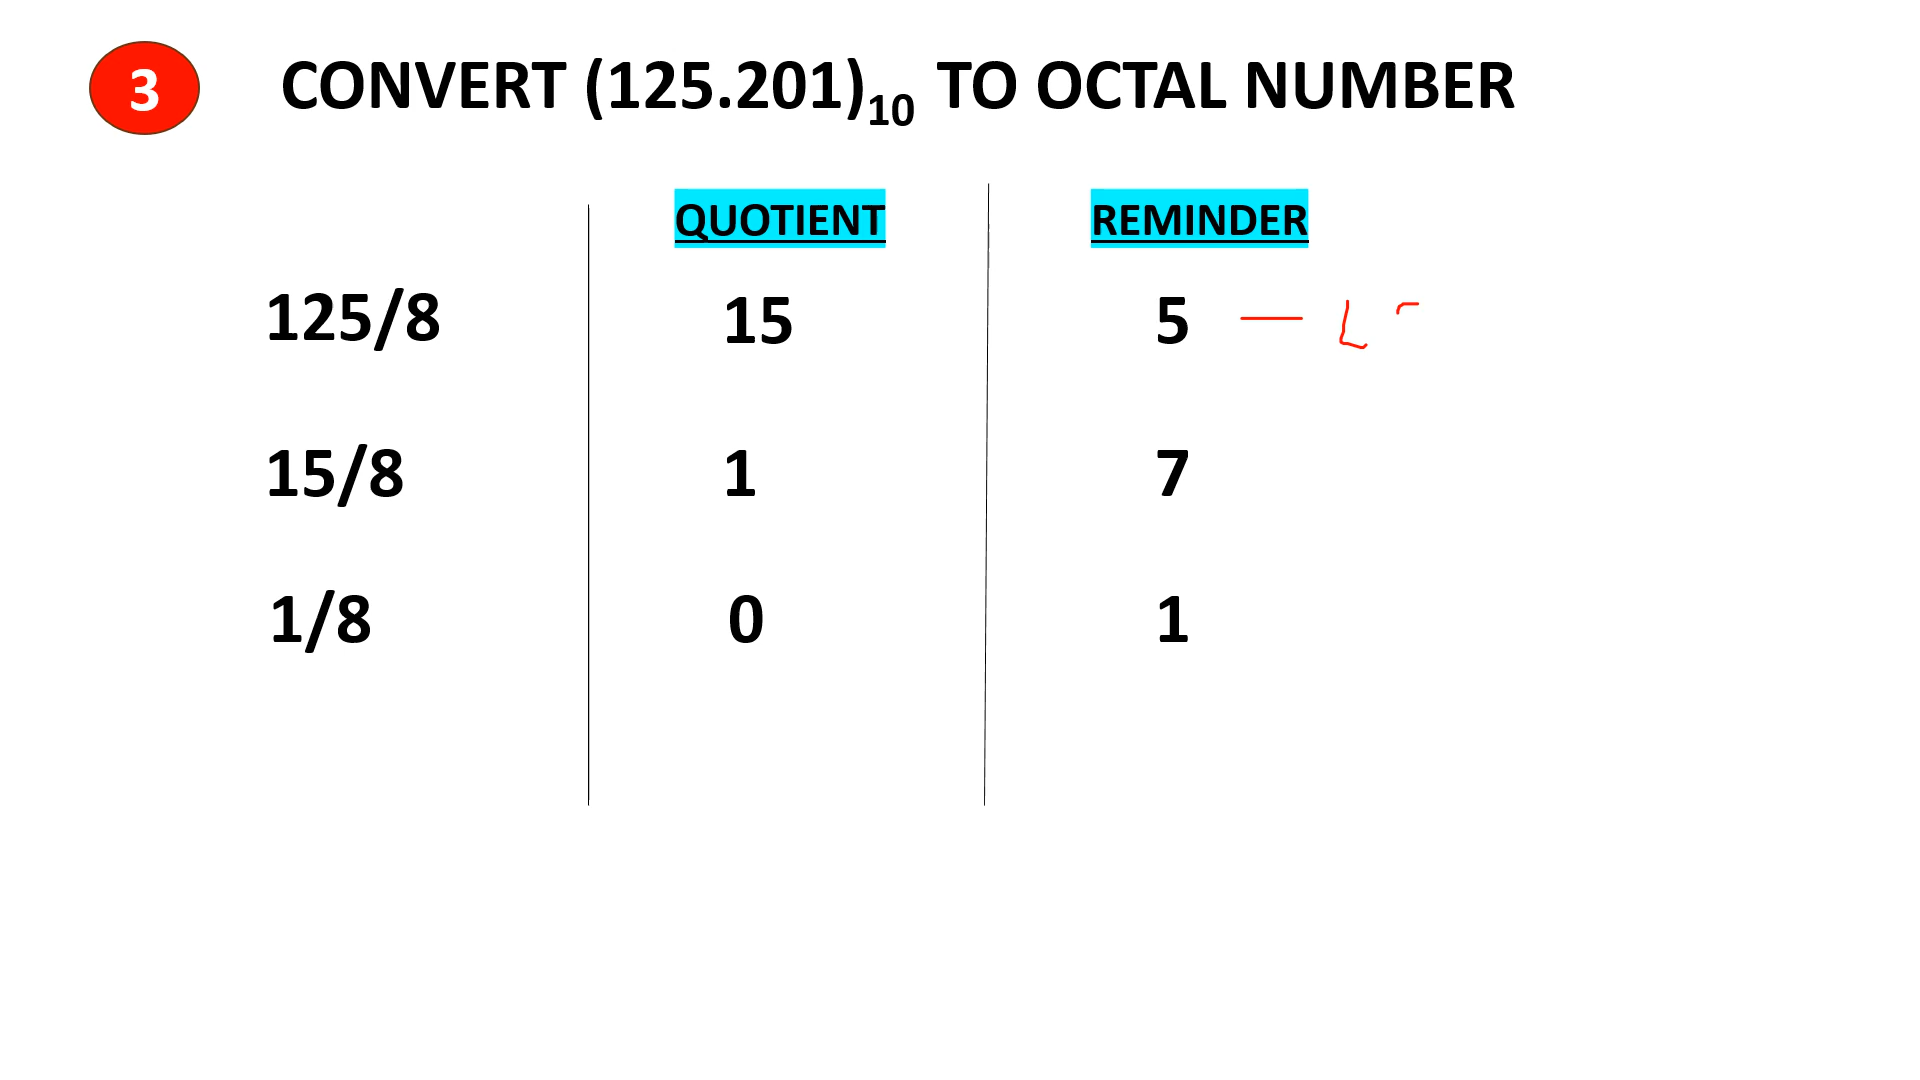 3 CONVERT (125.201)₁₀ TO OCTAL NUMBER
QUOTIENT REMINDER
125/8 15 5 — L
15/8 1 7
1/8 0 1